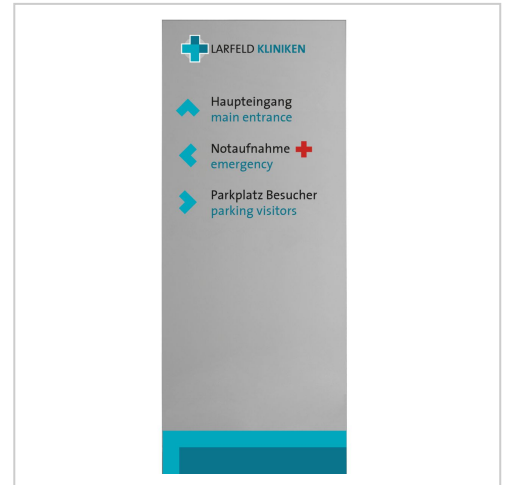 LARFELD KLINIKEN
Haupteingang
main entrance
Notaufnahme
emergency
Parkplatz Besucher
parking visitors